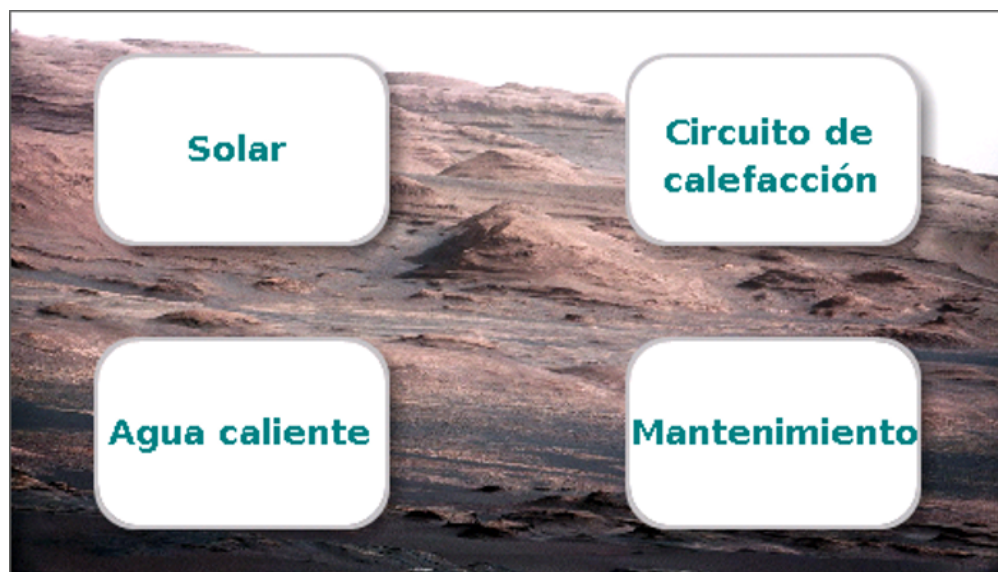 Solar
Circuito de
calefacción
Agua caliente
Mantenimiento